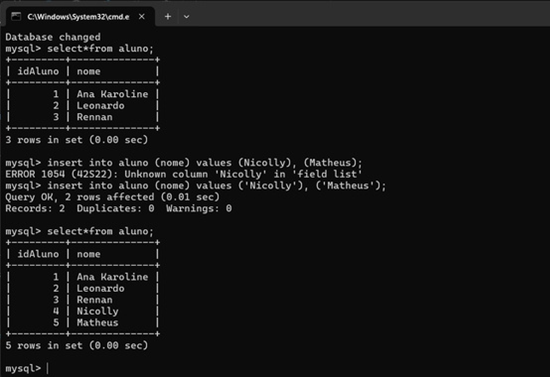 C:\Windows\System32\cmd.e
Database changed
mysql> select*from aluno;
+---------+--------------+
| idAluno | nome         |
+---------+--------------+
|       1 | Ana Karoline |
|       2 | Leonardo     |
|       3 | Rennan       |
+---------+--------------+
3 rows in set (0.00 sec)
mysql> insert into aluno (nome) values (Nicolly), (Matheus);
ERROR 1054 (42S22): Unknown column 'Nicolly' in 'field list'
mysql> insert into aluno (nome) values ('Nicolly'), ('Matheus');
Query OK, 2 rows affected (0.01 sec)
Records: 2  Duplicates: 0  Warnings: 0
mysql> select*from aluno;
+---------+--------------+
| idAluno | nome         |
+---------+--------------+
|       1 | Ana Karoline |
|       2 | Leonardo     |
|       3 | Rennan       |
|       4 | Nicolly      |
|       5 | Matheus      |
+---------+--------------+
5 rows in set (0.00 sec)
mysql>